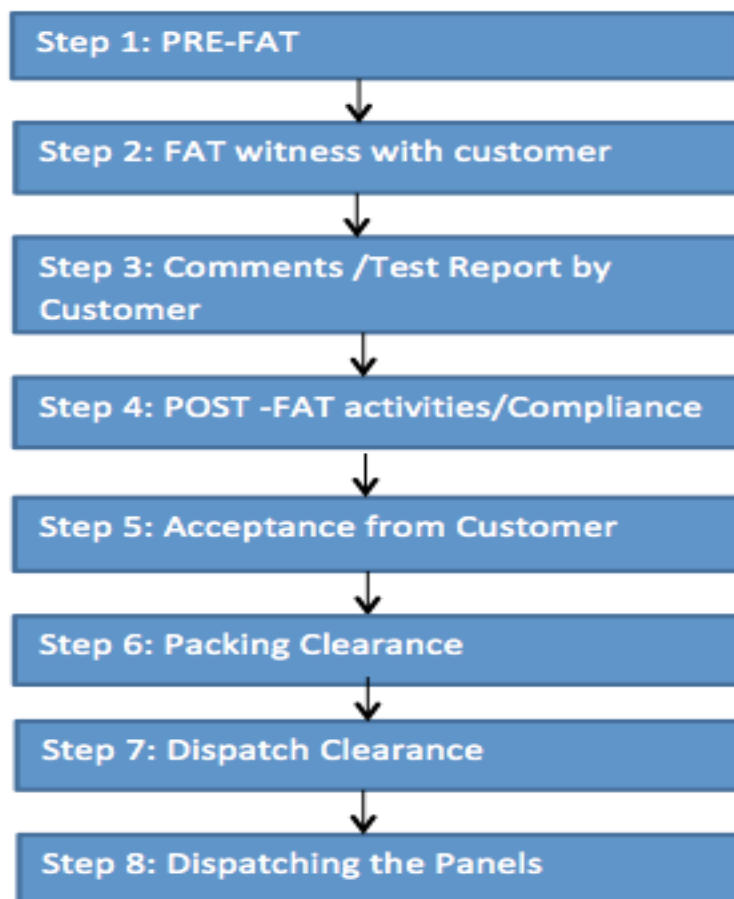 Step 1: PRE-FAT
Step 2: FAT witness with customer
Step 3: Comments /Test Report by
Customer
Step 4: POST -FAT activities/Compliance
Step 5: Acceptance from Customer
Step 6: Packing Clearance
Step 7: Dispatch Clearance
Step 8: Dispatching the Panels